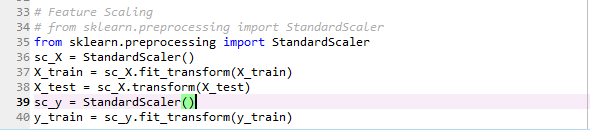 33 # Feature Scaling
34 # from sklearn.preprocessing import StandardScaler
35 from sklearn.preprocessing import StandardScaler
36 sc_X = StandardScaler()
37 X_train = sc_X.fit_transform(X_train)
38 X_test = sc_X.transform(X_test)
39 sc_y = StandardScaler()
40 y_train = sc_y.fit_transform(y_train)